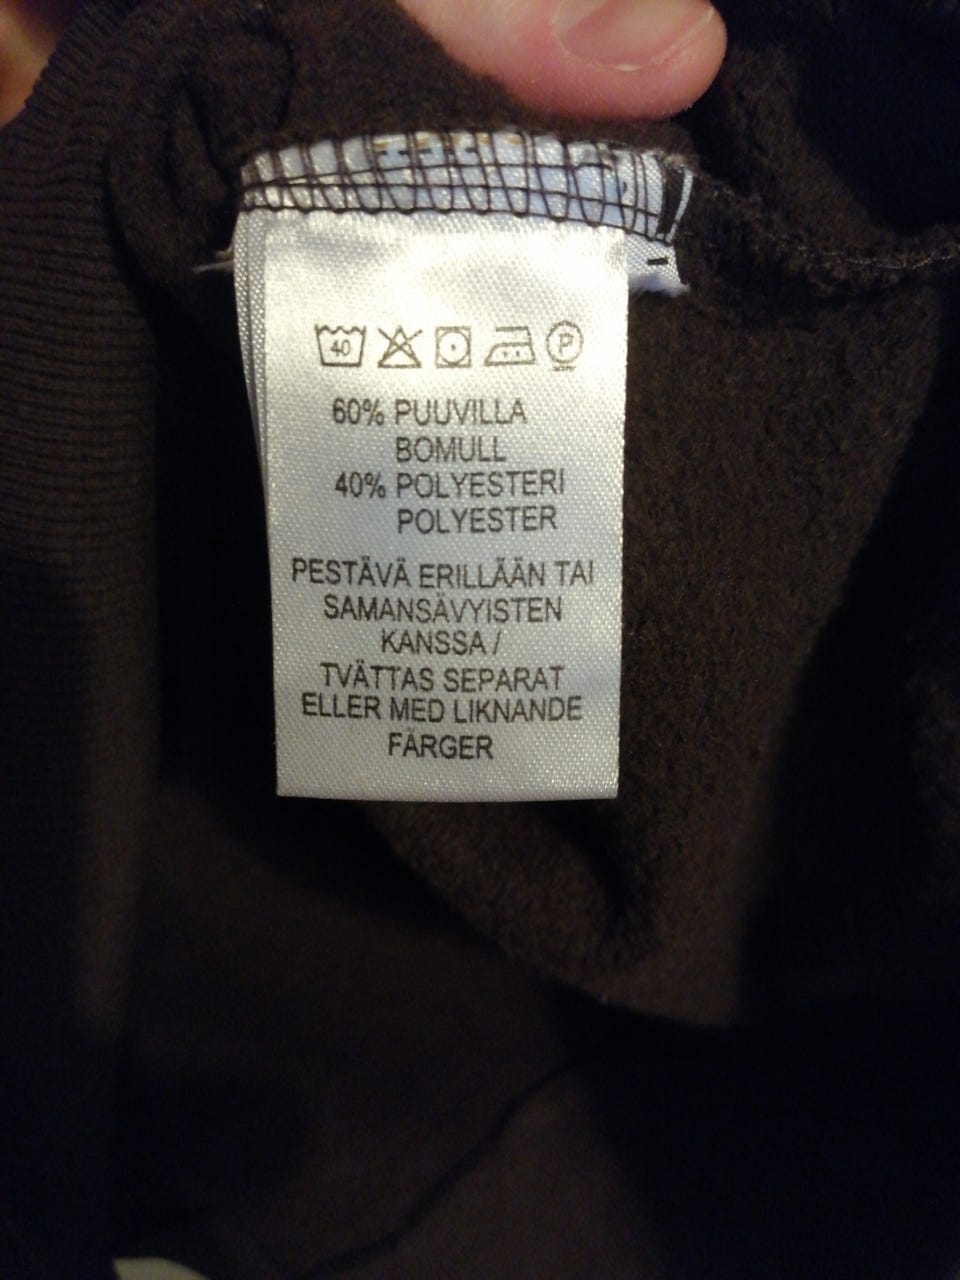 40 P
60% PUUVILLA
BOMULL
40% POLYESTERI
POLYESTER
PESTÄVÄ ERILLÄÄN TAI
SAMANSÄVYISTEN
KANSSA /
TVÄTTAS SEPARAT
ELLER MED LIKNANDE
FÄRGER